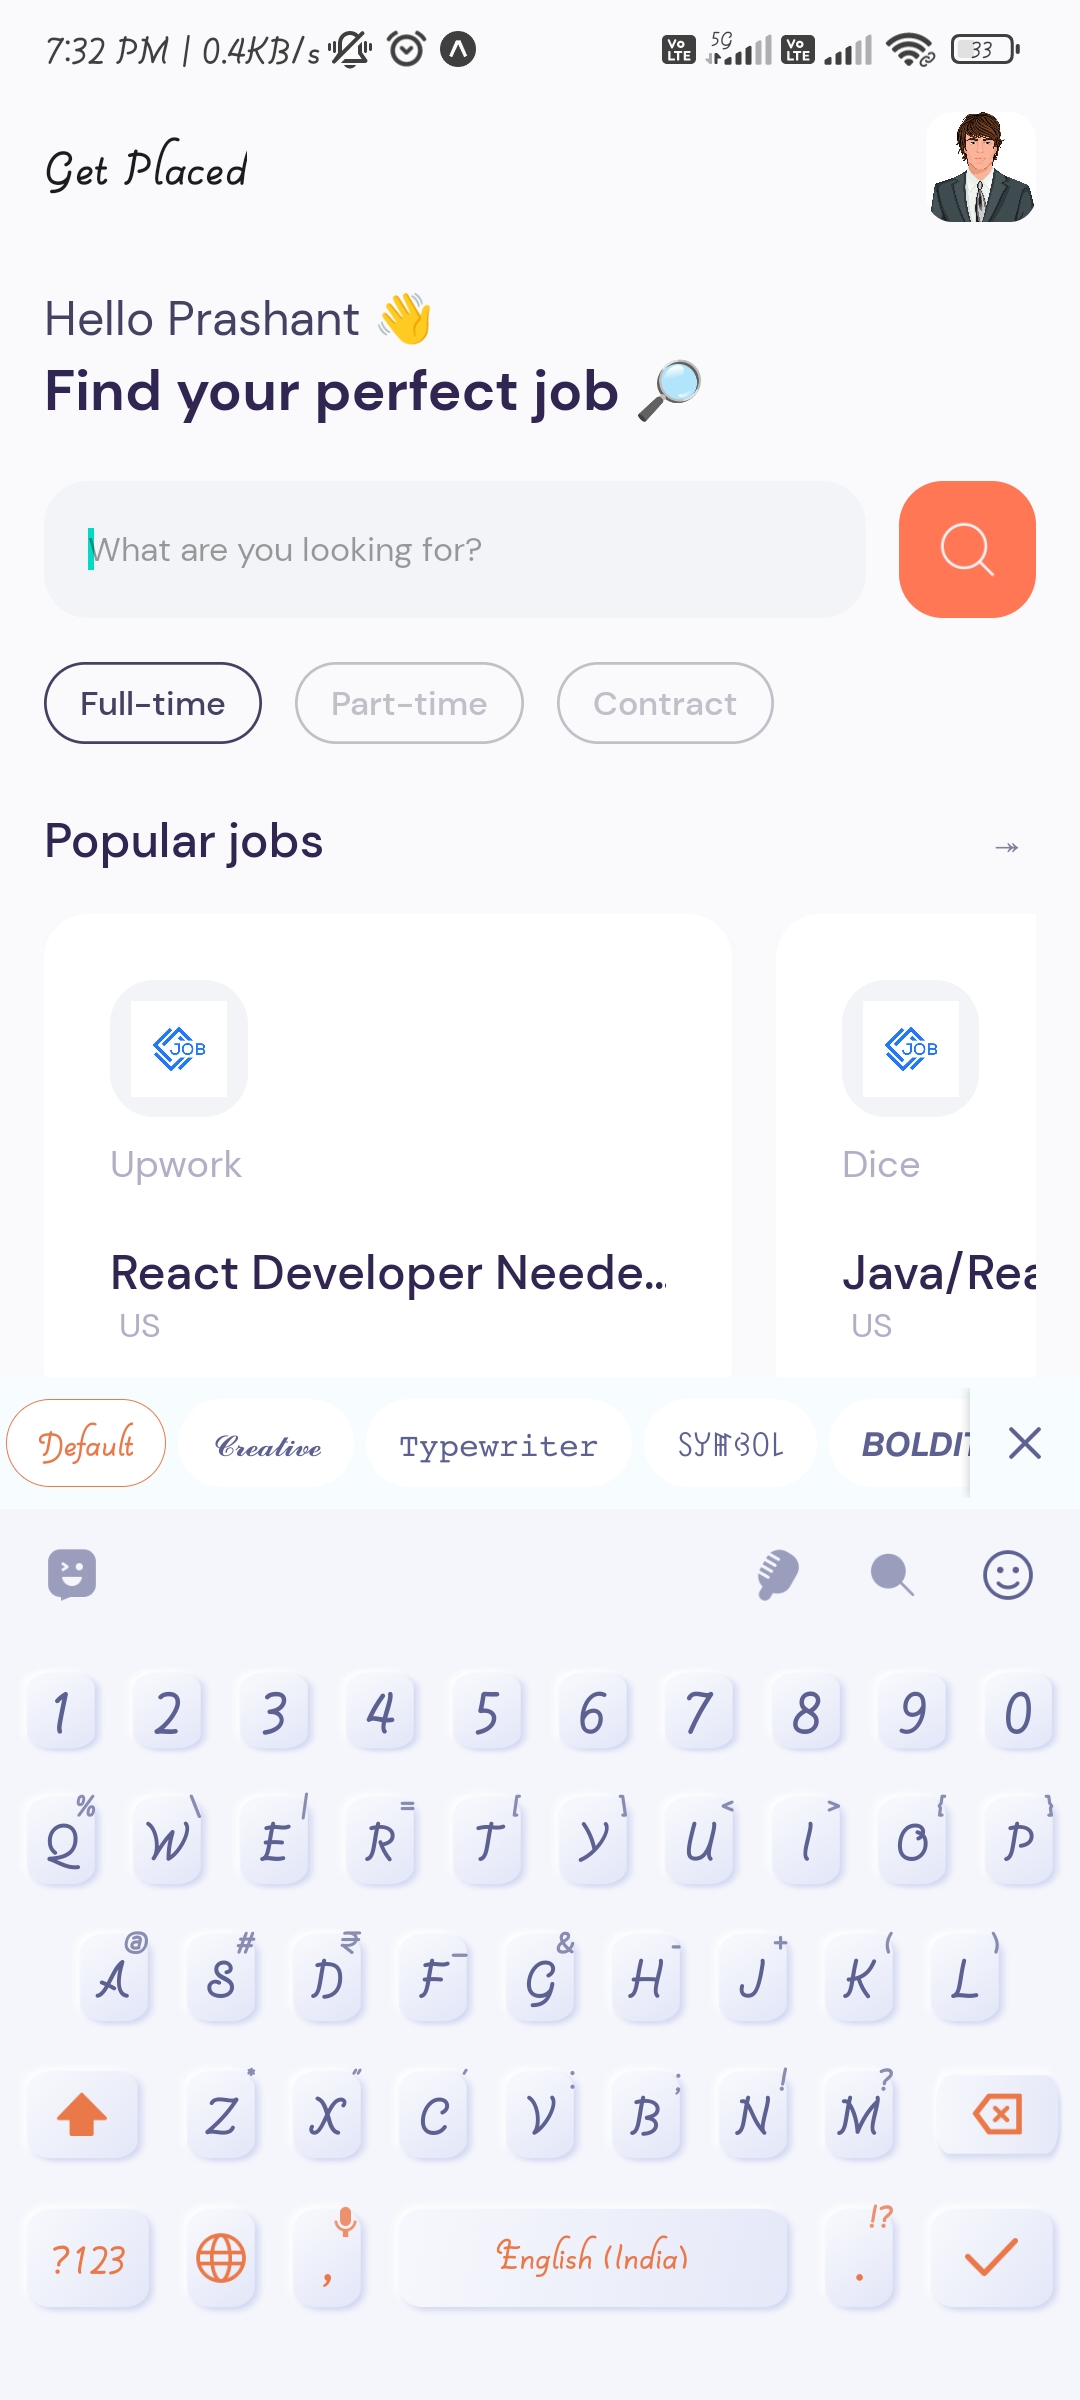 7:32 PM | 0.4KB/s Vo LTE 5G Vo LTE 33
Get Placed
Hello Prashant 👋
Find your perfect job 🔎
What are you looking for?
Full-time Part-time Contract
Popular jobs →
JOB JOB
Upwork Dice
React Developer Neede... Java/Rea
US US
Default Creative Typewriter SYMBOL BOLDIT
1 2 3 4 5 6 7 8 9 0
% \ | = [ ] < > { }
Q W E R T Y U I O P
@ # ₹ _ & - + ( )
A S D F G H J K L
* " ' : ; ! ?
Z X C V B N M
!?
?123 , English (India) .